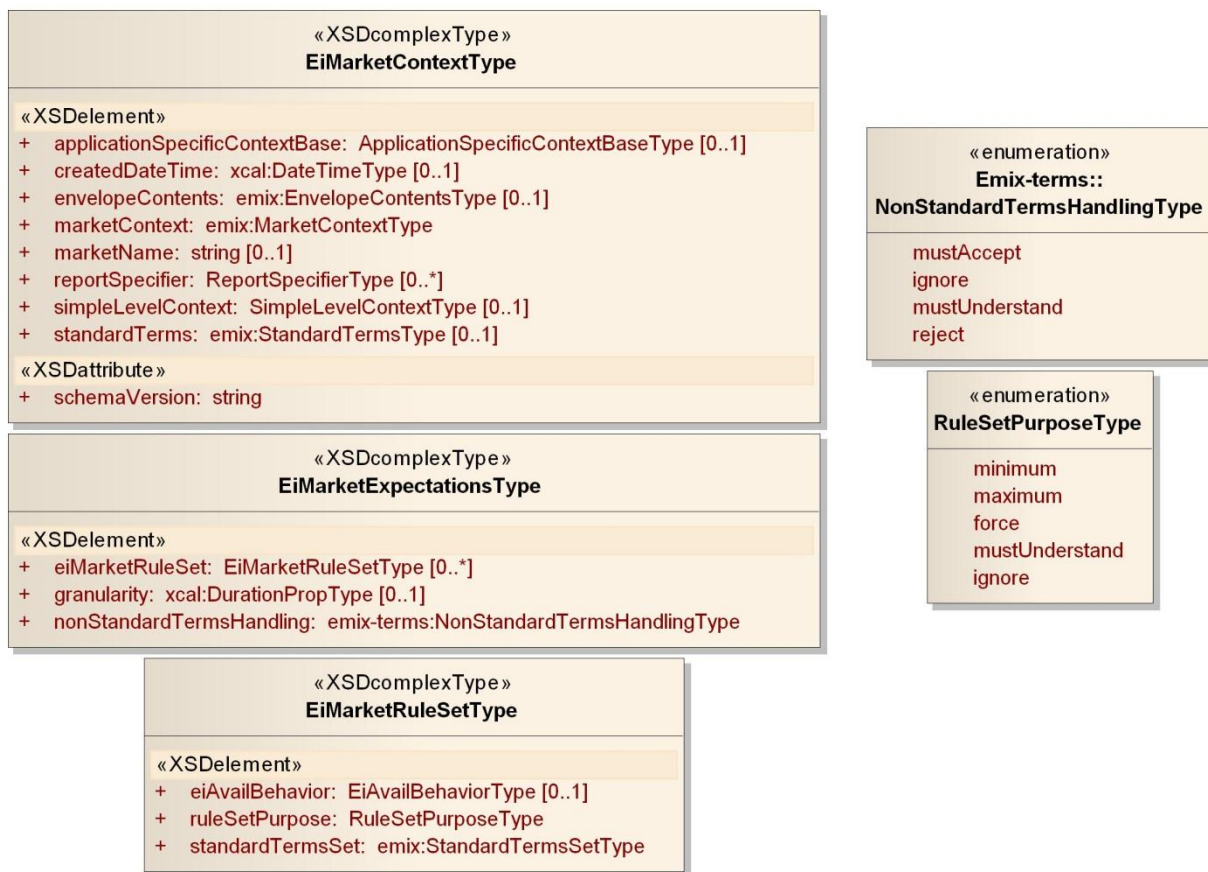 «XSDcomplexType»
EiMarketContextType
«XSDelement»
+ applicationSpecificContextBase: ApplicationSpecificContextBaseType [0..1]
+ createdDateTime: xcal:DateTimeType [0..1]
+ envelopeContents: emix:EnvelopeContentsType [0..1]
+ marketContext: emix:MarketContextType
+ marketName: string [0..1]
+ reportSpecifier: ReportSpecifierType [0..*]
+ simpleLevelContext: SimpleLevelContextType [0..1]
+ standardTerms: emix:StandardTermsType [0..1]
«XSDattribute»
+ schemaVersion: string
«XSDcomplexType»
EiMarketExpectationsType
«XSDelement»
+ eiMarketRuleSet: EiMarketRuleSetType [0..*]
+ granularity: xcal:DurationPropType [0..1]
+ nonStandardTermsHandling: emix-terms:NonStandardTermsHandlingType
«XSDcomplexType»
EiMarketRuleSetType
«XSDelement»
+ eiAvailBehavior: EiAvailBehaviorType [0..1]
+ ruleSetPurpose: RuleSetPurposeType
+ standardTermsSet: emix:StandardTermsSetType
«enumeration»
Emix-terms::
NonStandardTermsHandlingType
mustAccept
ignore
mustUnderstand
reject
«enumeration»
RuleSetPurposeType
minimum
maximum
force
mustUnderstand
ignore